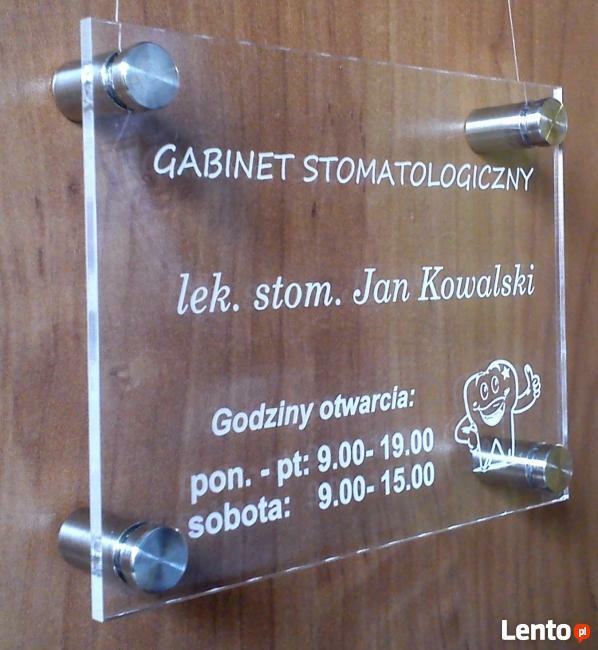 GABINET STOMATOLOGICZNY
lek. stom. Jan Kowalski
Godziny otwarcia:
pon. - pt: 9.00- 19.00
sobota: 9.00- 15.00
Lento.pl